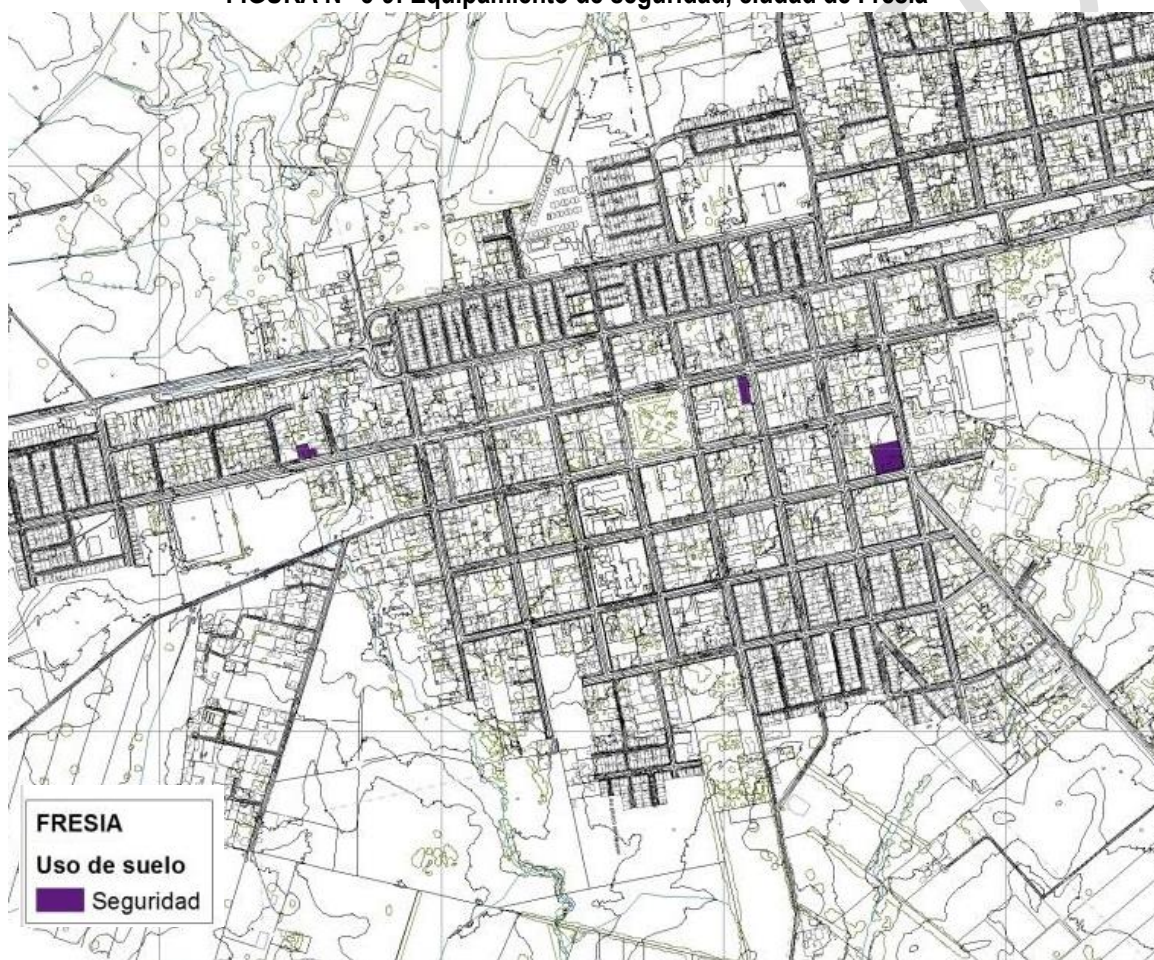 Equipamiento de seguridad, ciudad de Fresia
FRESIA
Uso de suelo
Seguridad